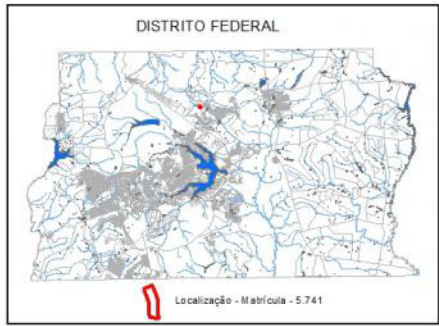 DISTRITO FEDERAL
Localização - Matrícula - 5.741